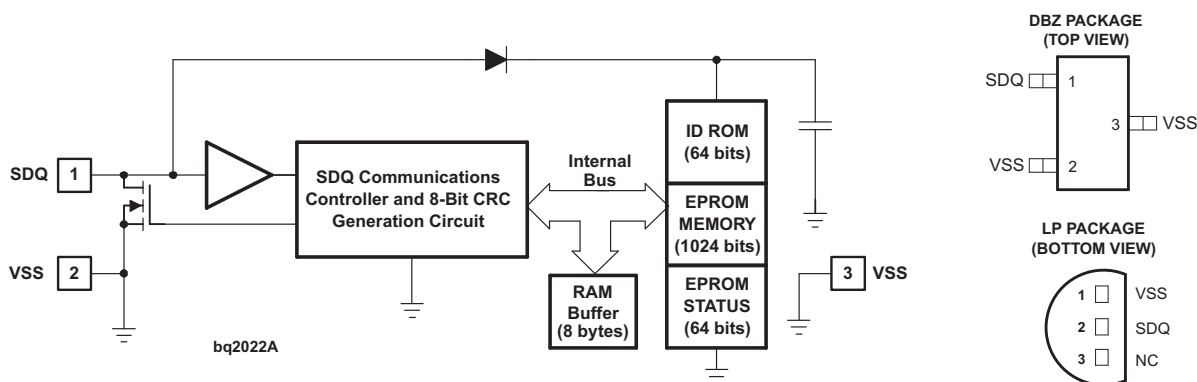 SDQ 1
VSS 2
SDQ Communications
Controller and 8-Bit CRC
Generation Circuit
bq2022A
Internal
Bus
RAM
Buffer
(8 bytes)
ID ROM
(64 bits)
EPROM
MEMORY
(1024 bits)
EPROM
STATUS
(64 bits)
3 VSS
DBZ PACKAGE
(TOP VIEW)
SDQ 1
3 VSS
VSS 2
LP PACKAGE
(BOTTOM VIEW)
1 VSS
2 SDQ
3 NC